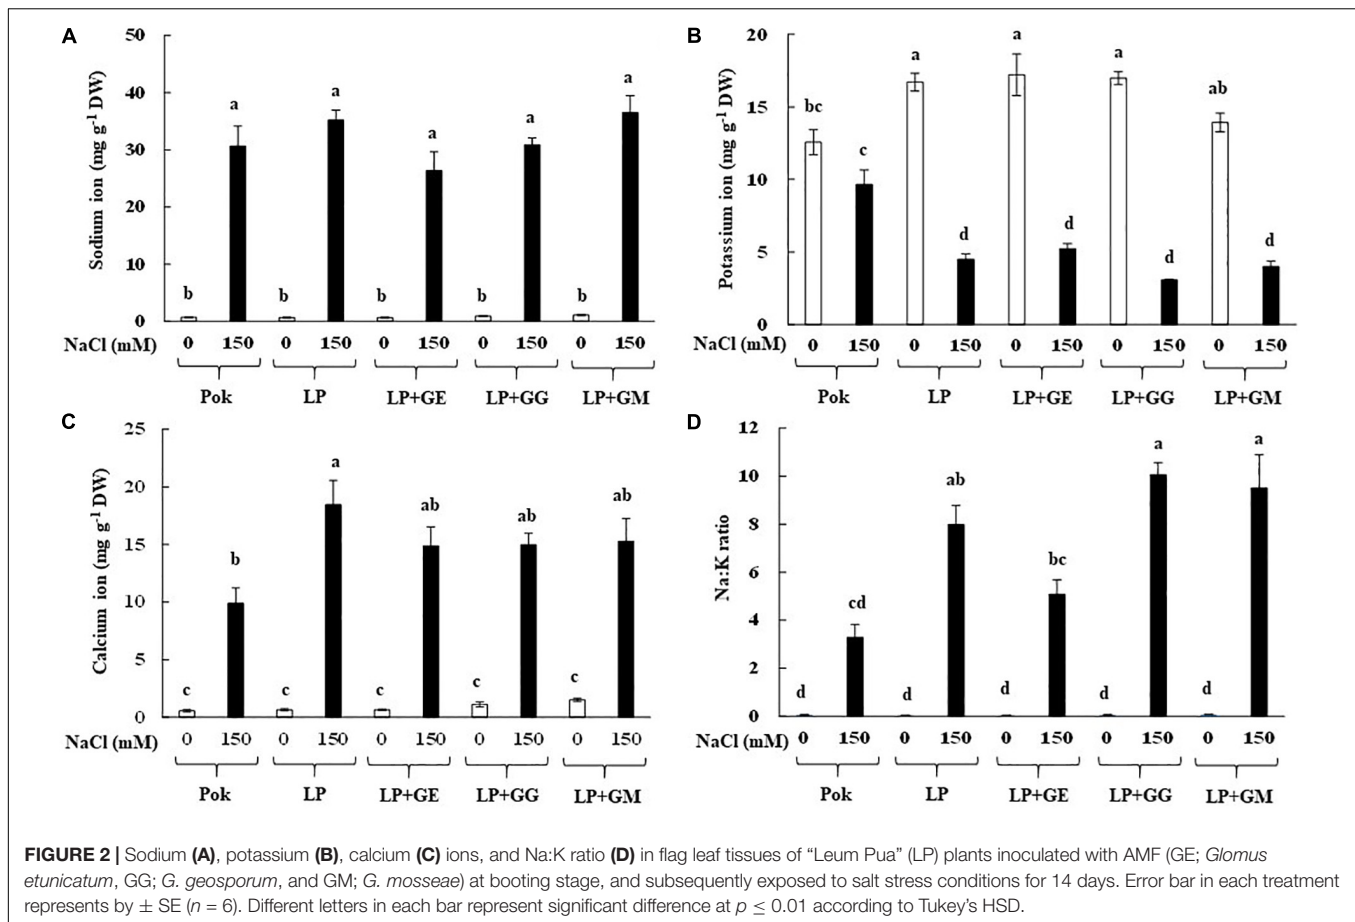 A
50
40
30
20
10
0
Sodium ion (mg g⁻¹ DW)
b a b a b a b a b a
NaCl (mM) 0 150 0 150 0 150 0 150 0 150
Pok LP LP+GE LP+GG LP+GM
B
20
15
10
5
0
Potassium ion (mg g⁻¹ DW)
bc c a d a d a d ab d
NaCl (mM) 0 150 0 150 0 150 0 150 0 150
Pok LP LP+GE LP+GG LP+GM
C
25
20
15
10
5
0
Calcium ion (mg g⁻¹ DW)
c b c a c ab c ab c ab
NaCl (mM) 0 150 0 150 0 150 0 150 0 150
Pok LP LP+GE LP+GG LP+GM
D
12
10
8
6
4
2
0
Na:K ratio
d cd d ab d bc d a d a
NaCl (mM) 0 150 0 150 0 150 0 150 0 150
Pok LP LP+GE LP+GG LP+GM
FIGURE 2 | Sodium (A), potassium (B), calcium (C) ions, and Na:K ratio (D) in flag leaf tissues of “Leum Pua” (LP) plants inoculated with AMF (GE; Glomus
etunicatum, GG; G. geosporum, and GM; G. mosseae) at booting stage, and subsequently exposed to salt stress conditions for 14 days. Error bar in each treatment
represents by ± SE (n = 6). Different letters in each bar represent significant difference at p ≤ 0.01 according to Tukey’s HSD.